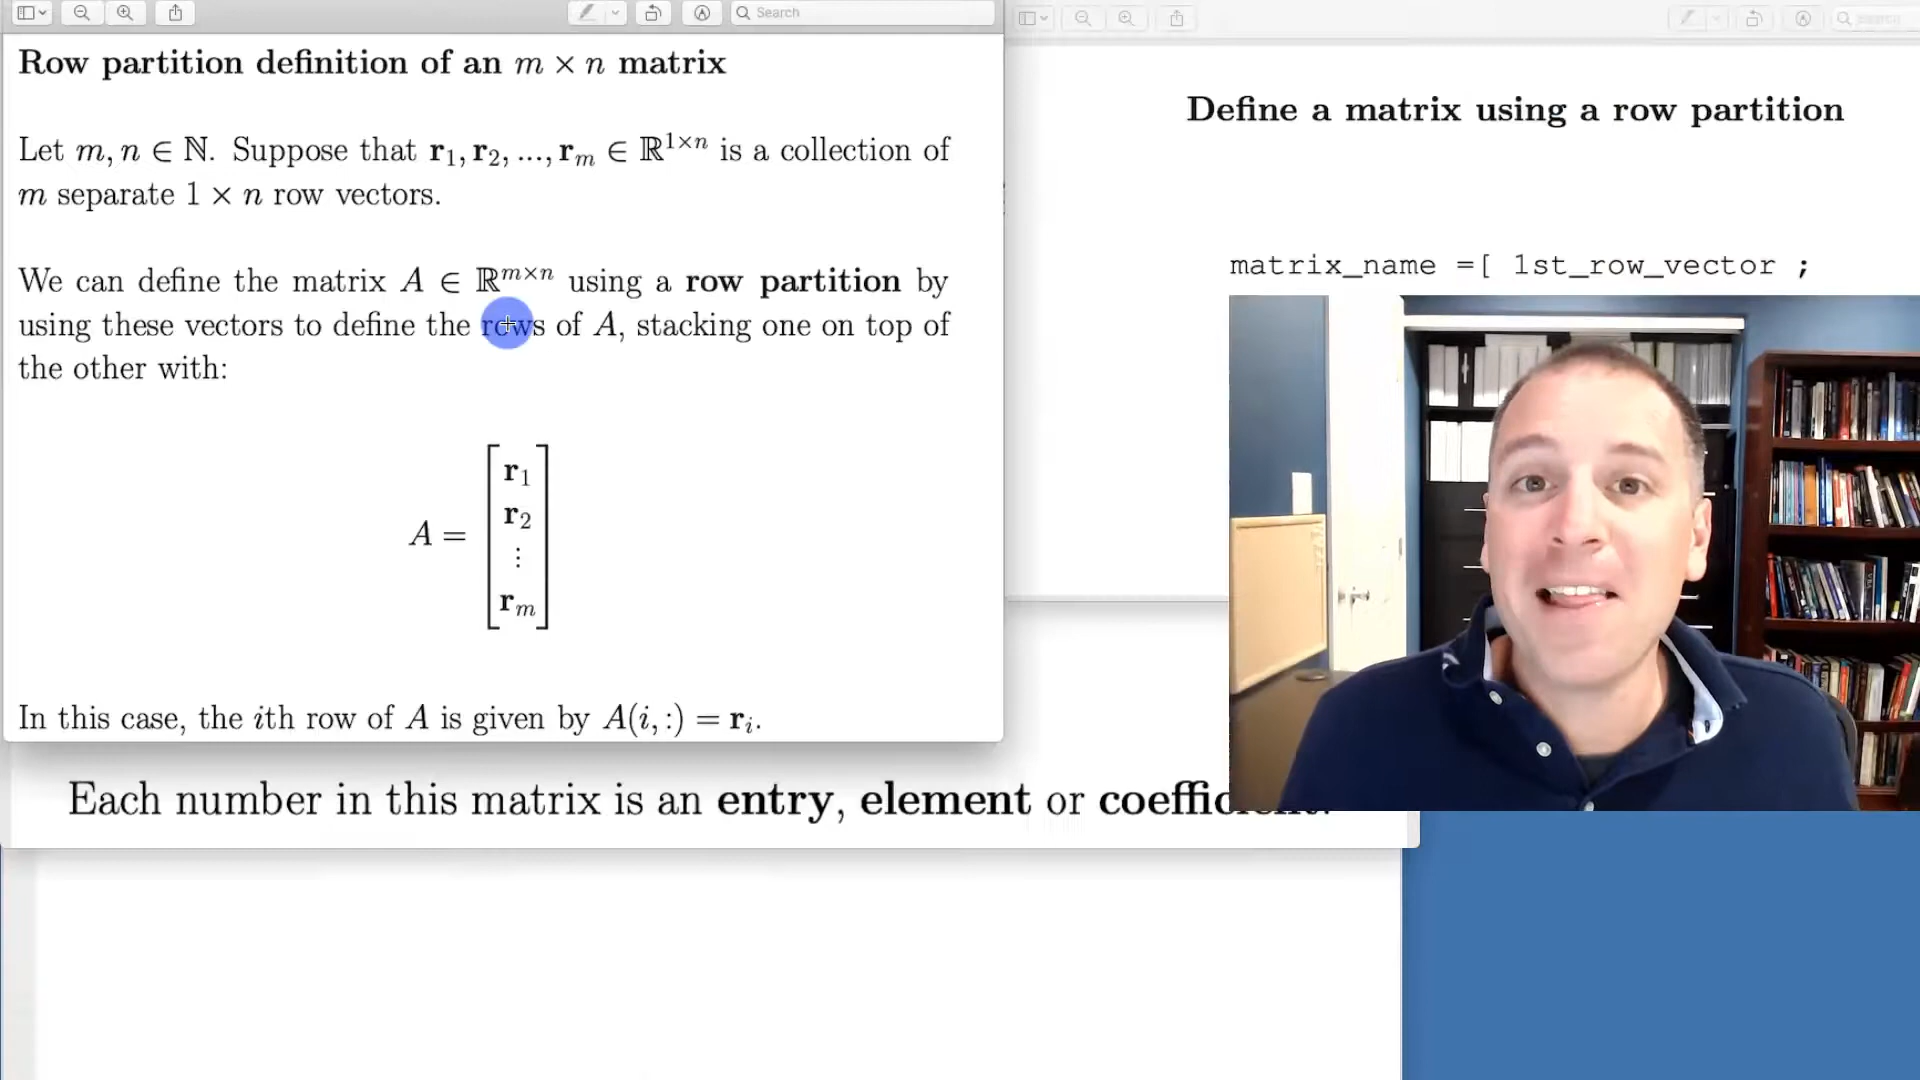 Search
Row partition definition of an m × n matrix
Let m, n ∈ ℕ. Suppose that r₁, r₂, ..., rₘ ∈ ℝ¹ˣⁿ is a collection of
m separate 1 × n row vectors.
We can define the matrix A ∈ ℝᵐˣⁿ using a row partition by
using these vectors to define the rows of A, stacking one on top of
the other with:
A = [ r₁
r₂
⋮
rₘ ]
In this case, the ith row of A is given by A(i, :) = rᵢ.
Each number in this matrix is an entry, element or coefficient.
Search
Define a matrix using a row partition
matrix_name =[ 1st_row_vector ;